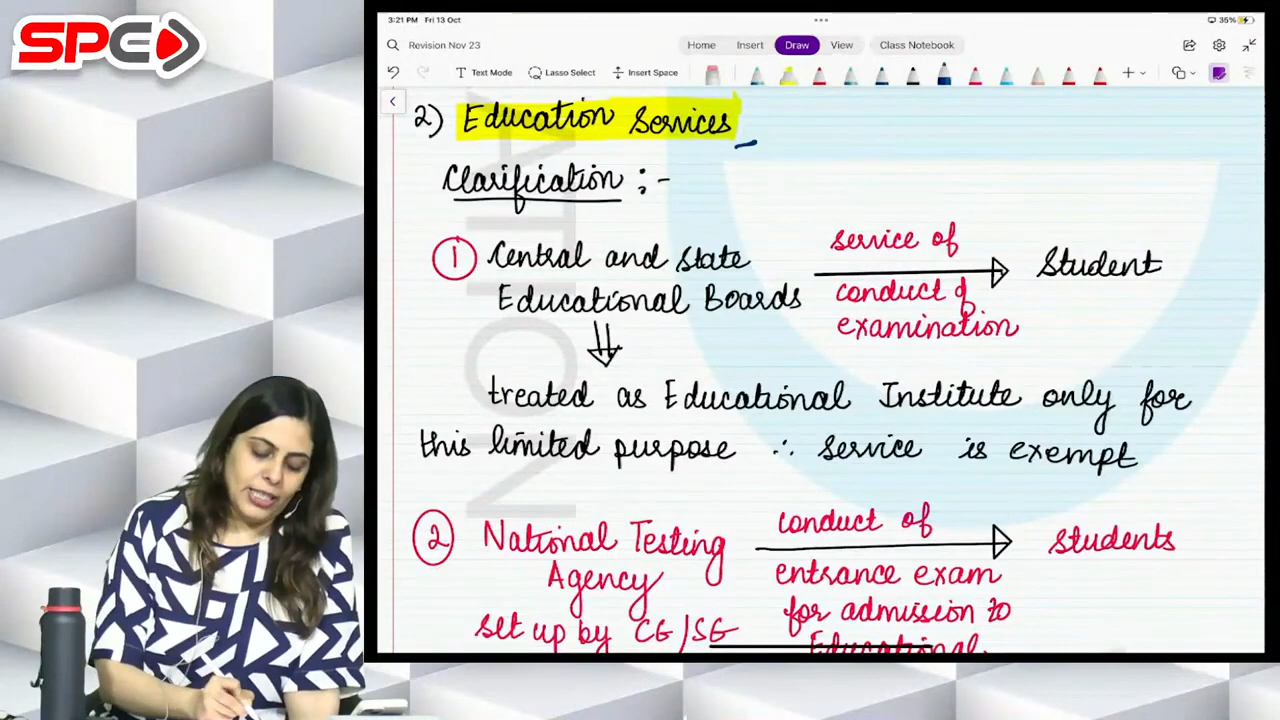 SPC
3:21 PM Fri 13 Oct
35%
Revision Nov 23
Home Insert Draw View Class Notebook
Text Mode Lasso Select Insert Space
2) Education Services
Clarification :-
1 Central and State Educational Boards
service of conduct of examination
Student
treated as Educational Institute only for
this limited purpose ∴ service is exempt
2 National Testing Agency
set up by CG/SG
conduct of
entrance exam
for admission to
Educational
Students
NOITA